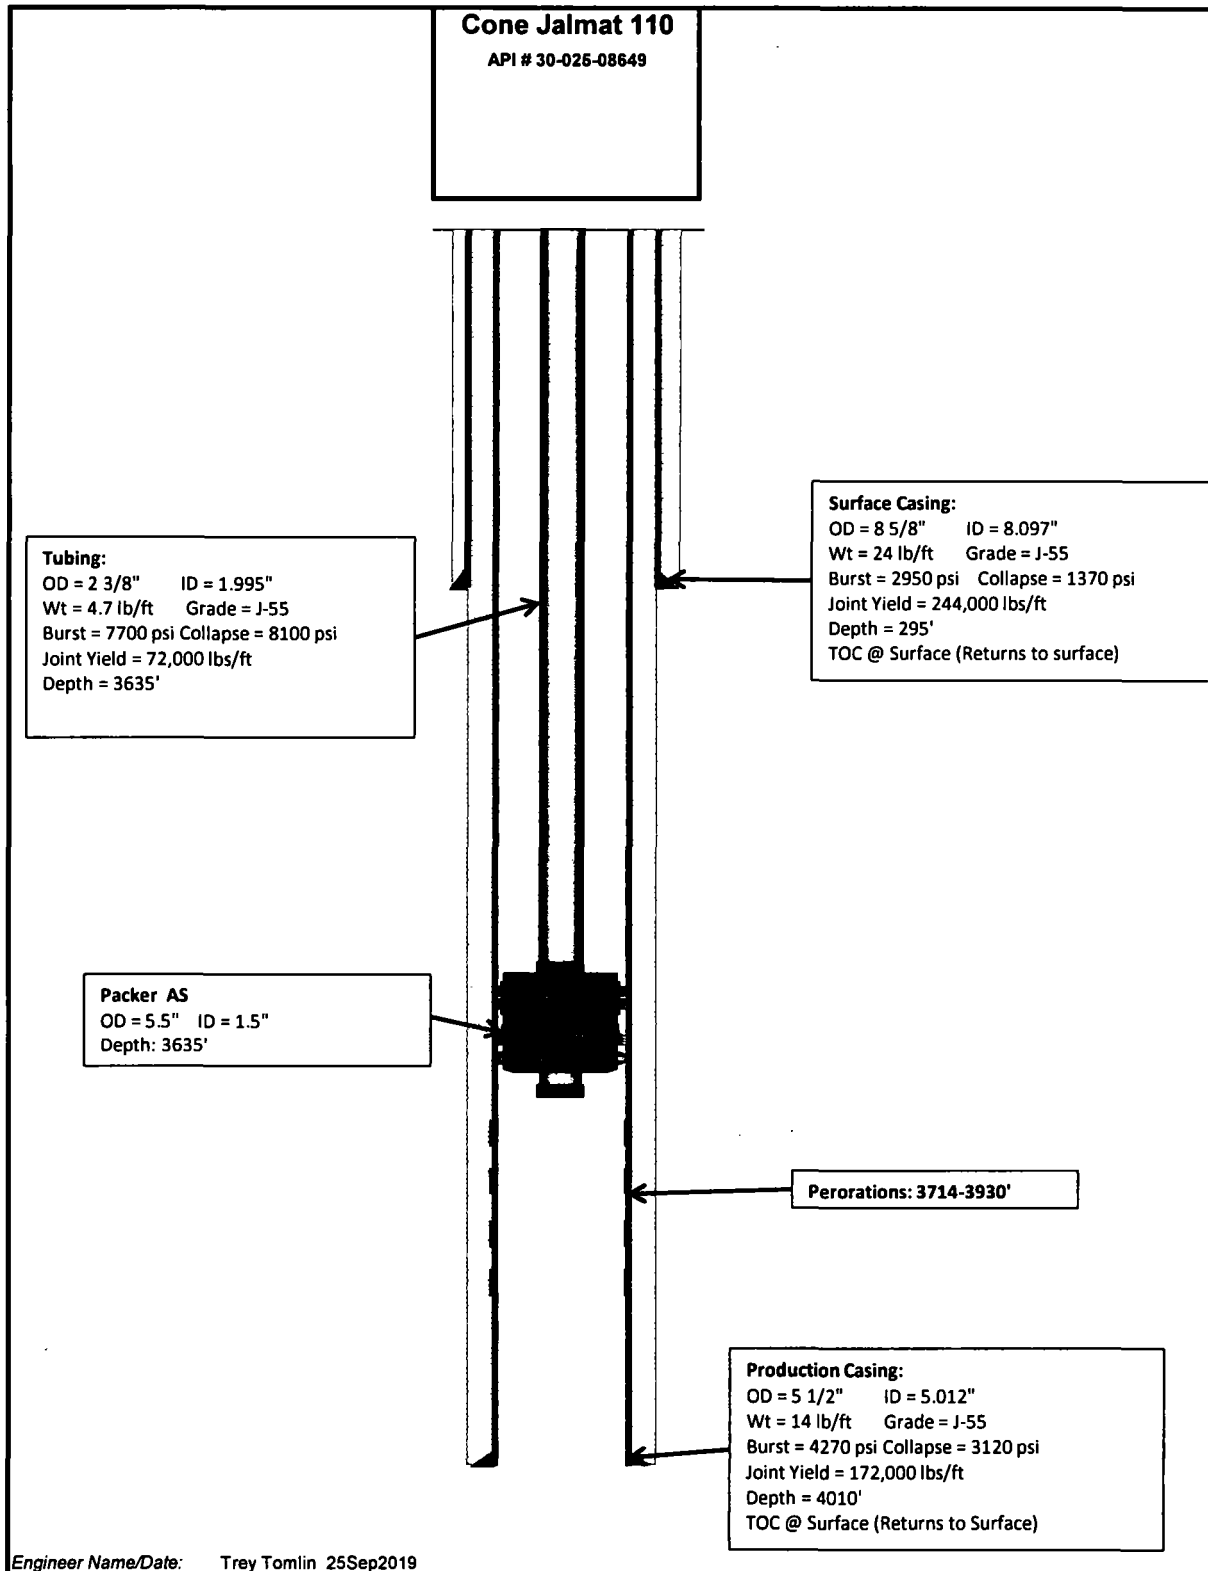 Cone Jalmat 110
API # 30-025-08649
Surface Casing:
OD = 8 5/8" ID = 8.097"
Wt = 24 lb/ft Grade = J-55
Burst = 2950 psi Collapse = 1370 psi
Joint Yield = 244,000 lbs/ft
Depth = 295'
TOC @ Surface (Returns to surface)
Tubing:
OD = 2 3/8" ID = 1.995"
Wt = 4.7 lb/ft Grade = J-55
Burst = 7700 psi Collapse = 8100 psi
Joint Yield = 72,000 lbs/ft
Depth = 3635'
Packer AS
OD = 5.5" ID = 1.5"
Depth: 3635'
Perorations: 3714-3930'
Production Casing:
OD = 5 1/2" ID = 5.012"
Wt = 14 lb/ft Grade = J-55
Burst = 4270 psi Collapse = 3120 psi
Joint Yield = 172,000 lbs/ft
Depth = 4010'
TOC @ Surface (Returns to Surface)
Engineer Name/Date: Trey Tomlin 25Sep2019